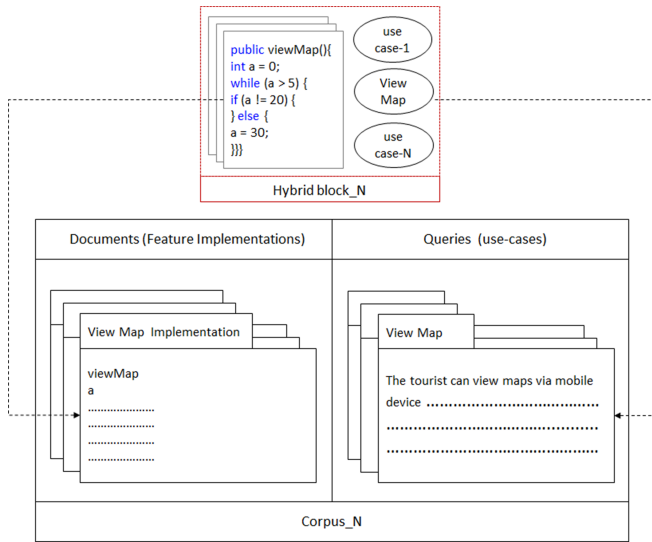 public viewMap(){
int a = 0;
while (a > 5) {
if (a != 20) {
} else {
a = 30;
}}}
use
case-1
View
Map
use
case-N
Hybrid block_N
Documents (Feature Implementations)
Queries (use-cases)
View Map Implementation
viewMap
a
......................
......................
......................
......................
View Map
The tourist can view maps via mobile
device ........................................
..................................................
..................................................
Corpus_N